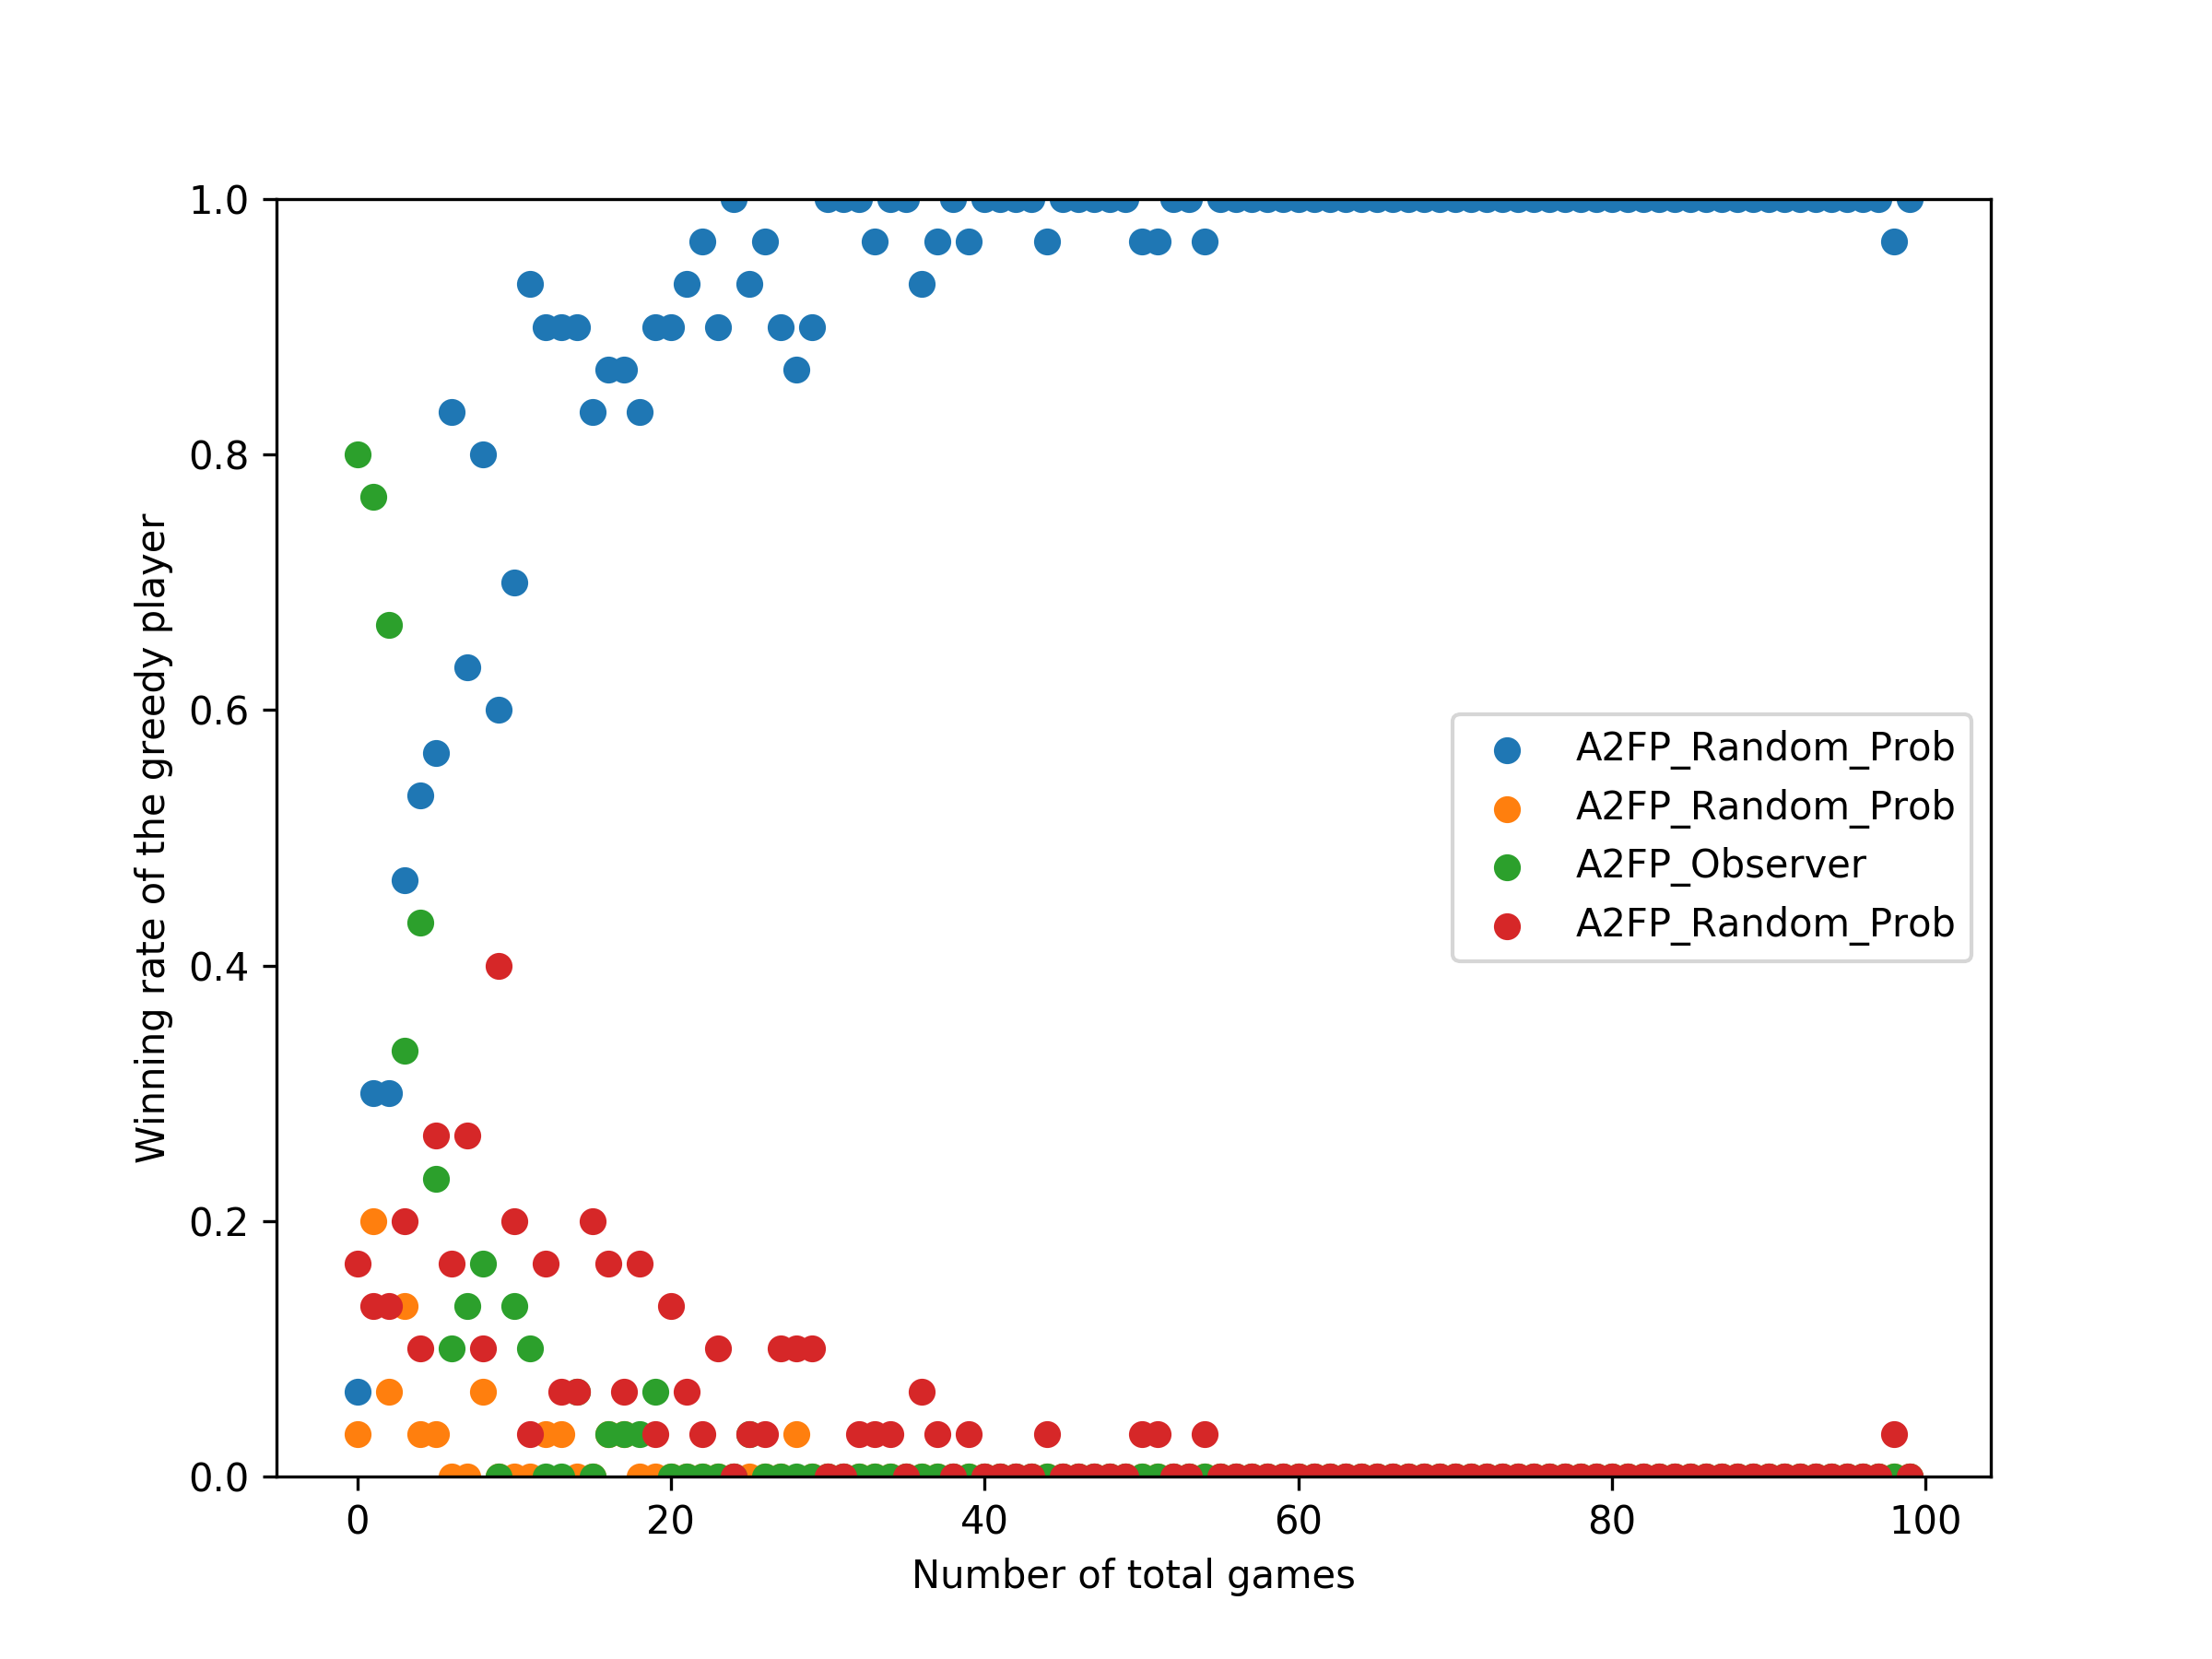 1.0
0.8
0.6
0.4
0.2
0.0
Winning rate of the greedy player
A2FP_Random_Prob
A2FP_Random_Prob
A2FP_Observer
A2FP_Random_Prob
0 20 40 60 80 100
Number of total games